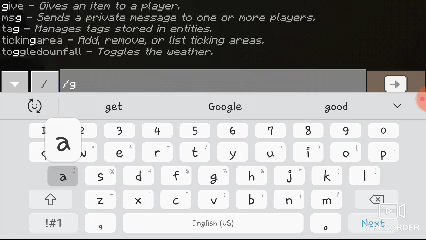 give – Gives an item to a player.
msg – Sends a private message to one or more players.
tag – Manages tags stored in entities.
tickingarea – Add, remove, or list ticking areas.
toggledownfall – Toggles the weather.
/ /g
get Google good
2 3 4 5 6 7 8 9 0
a
e r t y u i o p
a s d f g h j k l
z x c v b n m
!#1 , English (US) . Next